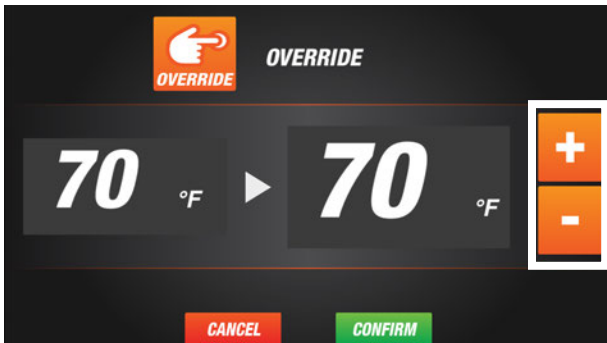 OVERRIDE
OVERRIDE
70 °F
70 °F
+
-
CANCEL
CONFIRM